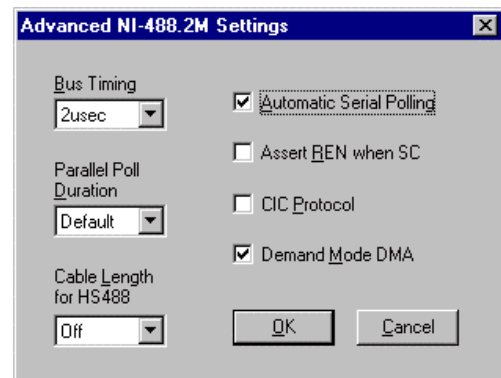 Advanced NI-488.2M Settings
Bus Timing
2usec
Parallel Poll
Duration
Default
Cable Length
for HS488
Off
Automatic Serial Polling
Assert REN when SC
CIC Protocol
Demand Mode DMA
OK
Cancel